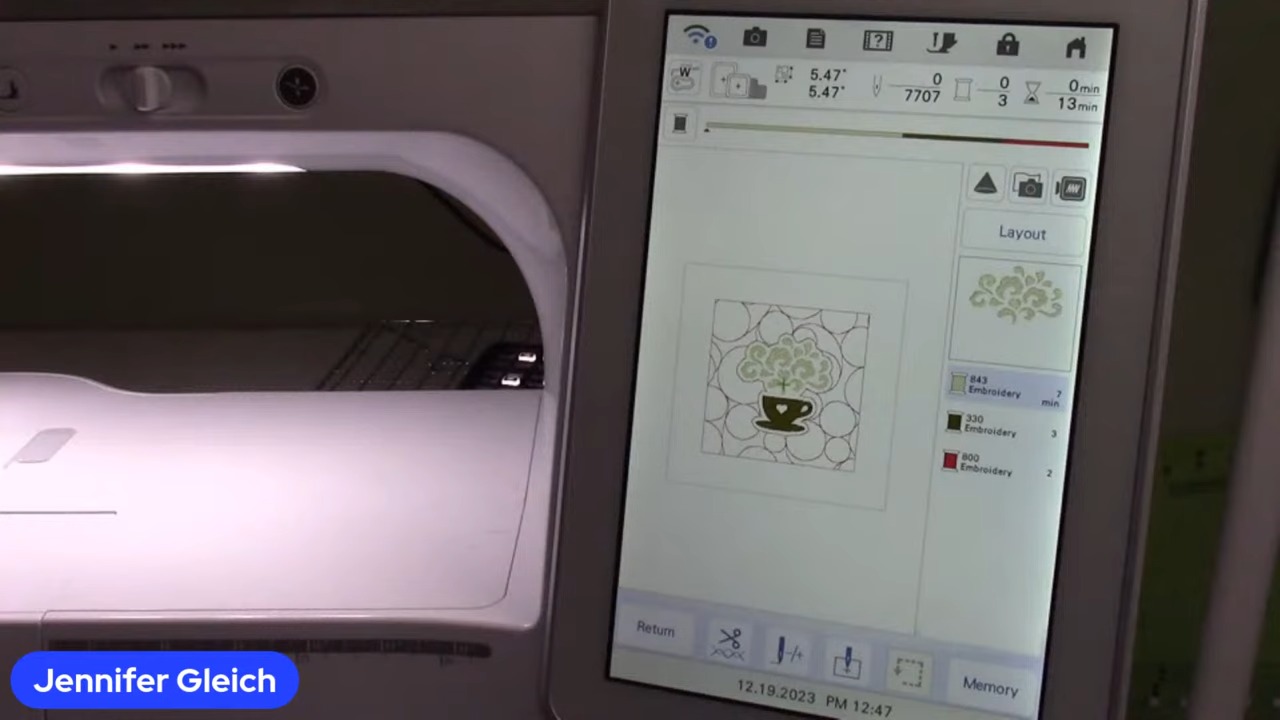 W
5.47"
5.47"
0
7707
0
3
0min
13min
Layout
843
Embroidery
7
min
330
Embroidery
3
800
Embroidery
2
Return
-/+
Memory
12.19.2023 PM 12:47
Jennifer Gleich